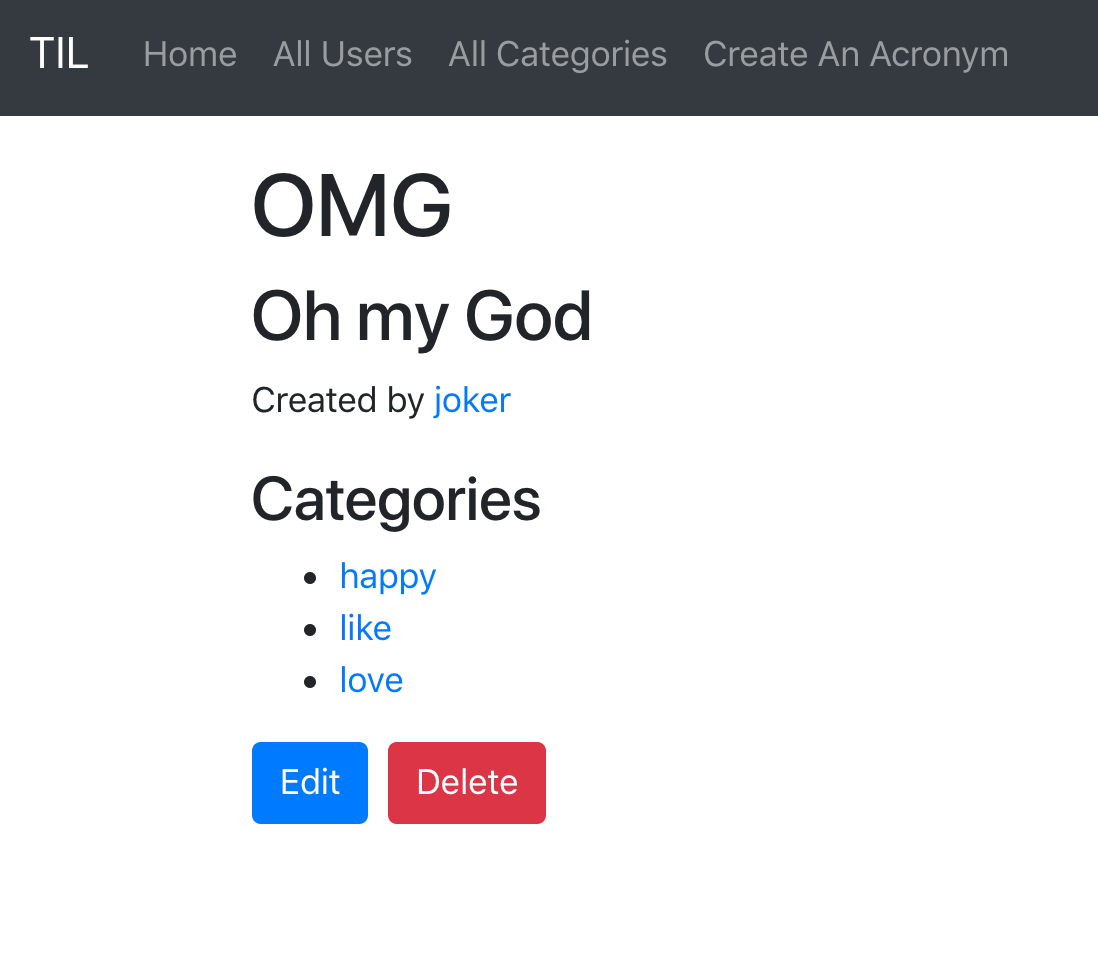 TIL Home All Users All Categories Create An Acronym
OMG
Oh my God
Created by joker
Categories
happy
like
love
Edit Delete